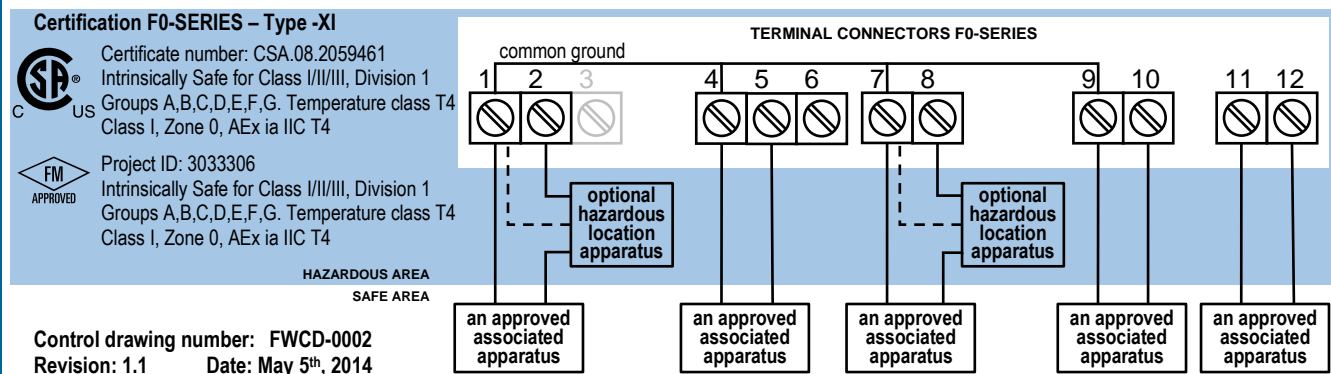 Certification F0-SERIES – Type -XI
CSA
®
C US
Certificate number: CSA.08.2059461
Intrinsically Safe for Class I/II/III, Division 1
Groups A,B,C,D,E,F,G. Temperature class T4
Class I, Zone 0, AEx ia IIC T4
FM
APPROVED
Project ID: 3033306
Intrinsically Safe for Class I/II/III, Division 1
Groups A,B,C,D,E,F,G. Temperature class T4
Class I, Zone 0, AEx ia IIC T4
HAZARDOUS AREA
SAFE AREA
Control drawing number: FWCD-0002
Revision: 1.1 Date: May 5th, 2014
TERMINAL CONNECTORS F0-SERIES
common ground
1 2 3 4 5 6 7 8 9 10 11 12
optional
hazardous
location
apparatus
optional
hazardous
location
apparatus
an approved
associated
apparatus
an approved
associated
apparatus
an approved
associated
apparatus
an approved
associated
apparatus
an approved
associated
apparatus